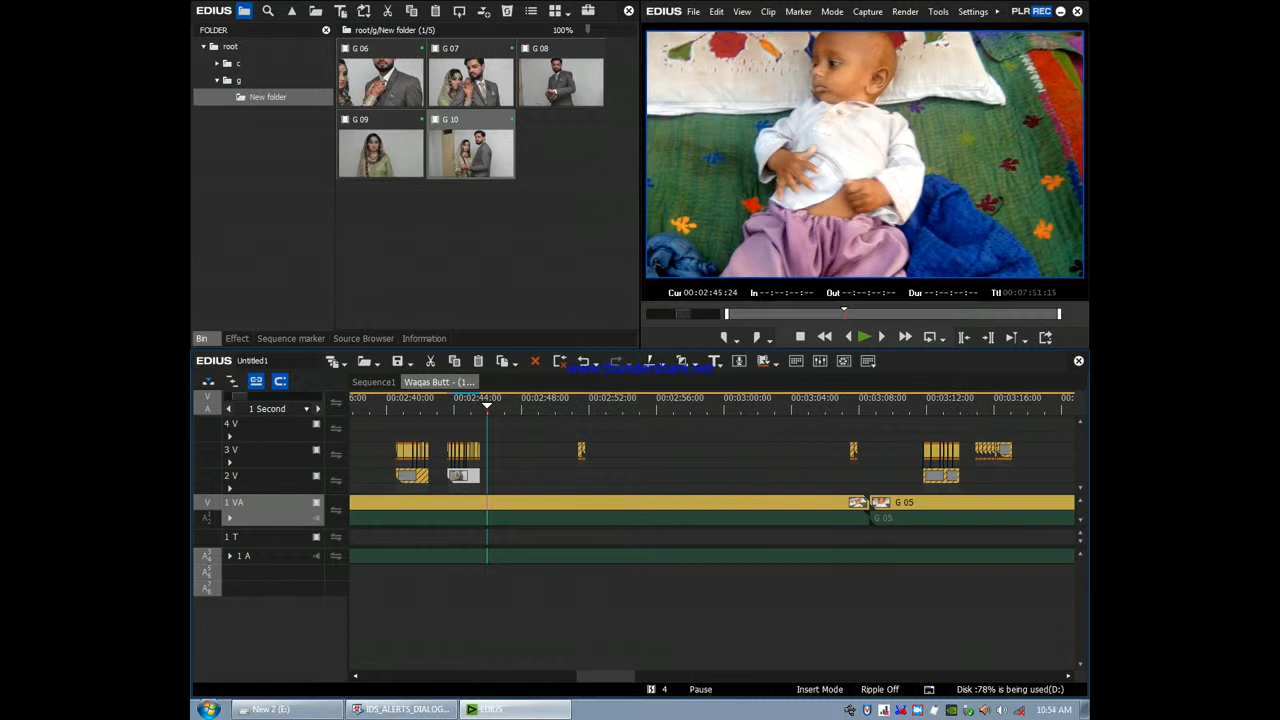 EDIUS
FOLDER
root
c
g
New folder
root/g/New folder (1/5)
100%
G 06
G 07
G 08
G 09
G 10
Bin
Effect
Sequence marker
Source Browser
Information
EDIUS
File
Edit
View
Clip
Marker
Mode
Capture
Render
Tools
Settings
PLR
REC
Cur 00:02:45:24
In --:--:--:--
Out --:--:--:--
Dur --:--:--:--
Ttl 00:07:51:15
EDIUS
Untitled1
Sequence1
Waqas Butt - (1...
V
A
1 Second
6:00
00:02:40:00
00:02:44:00
00:02:48:00
00:02:52:00
00:02:56:00
00:03:00:00
00:03:04:00
00:03:08:00
00:03:12:00
00:03:16:00
00:
4 V
3 V
2 V
V
1 VA
G 05
G 05
1 T
1 A
4
Pause
Insert Mode
Ripple Off
Disk :78% is being used(D:)
New 2 (E:)
IDS_ALERTS_DIALOG...
EDIUS
10:54 AM